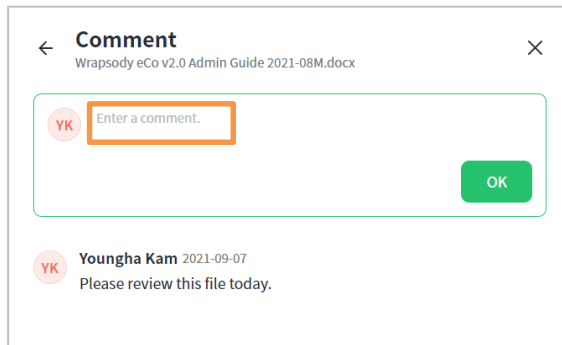 Comment
Wrapsody eCo v2.0 Admin Guide 2021-08M.docx
YK
Enter a comment.
OK
YK
Youngha Kam 2021-09-07
Please review this file today.